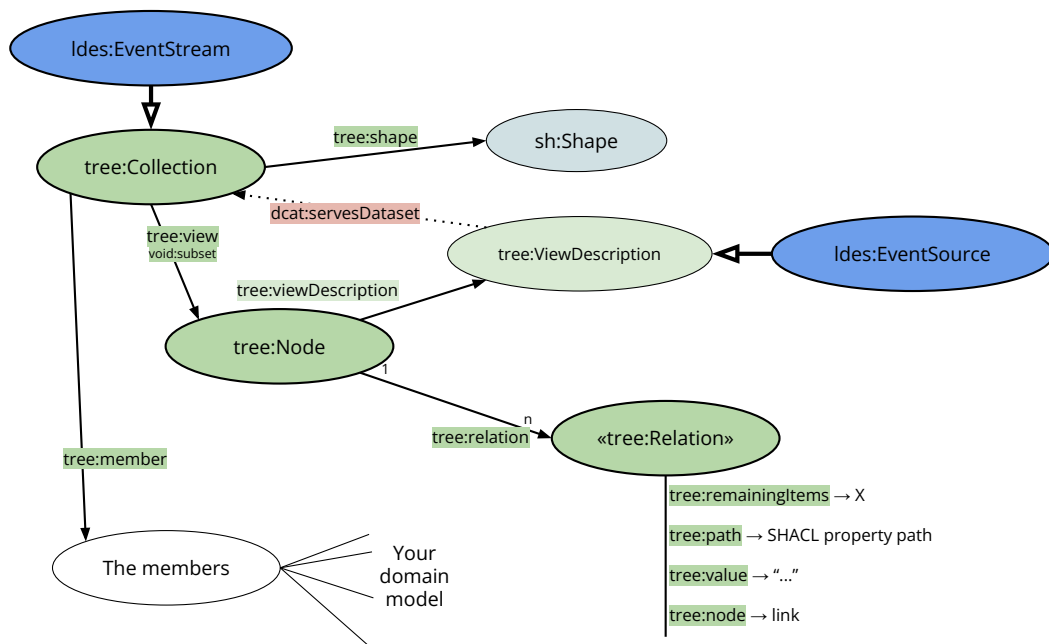 ldes:EventStream
tree:shape
sh:Shape
tree:Collection
dcat:servesDataset
tree:view
void:subset
tree:ViewDescription
ldes:EventSource
tree:viewDescription
tree:Node
1
n
tree:relation
«tree:Relation»
tree:member
tree:remainingItems → X
tree:path → SHACL property path
tree:value → “...”
tree:node → link
The members
Your
domain
model